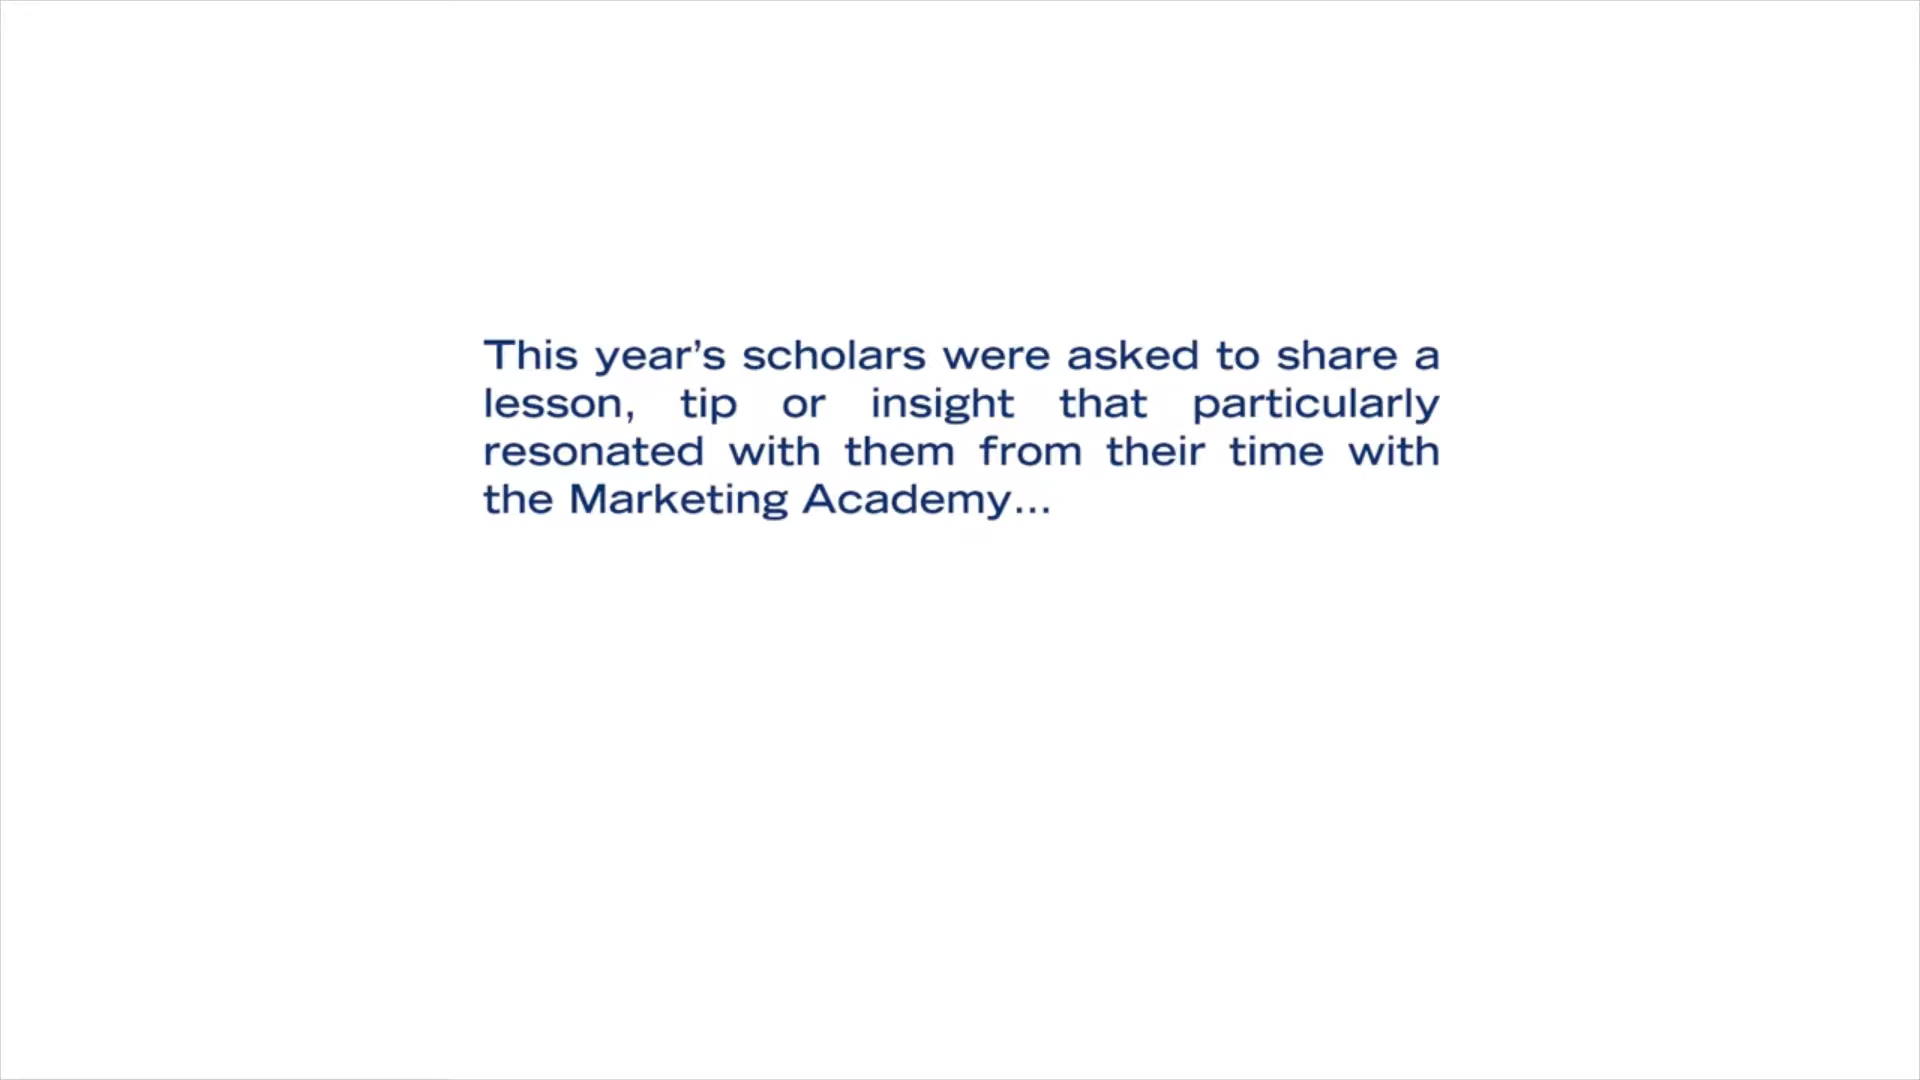 This year’s scholars were asked to share a
lesson, tip or insight that particularly
resonated with them from their time with
the Marketing Academy...